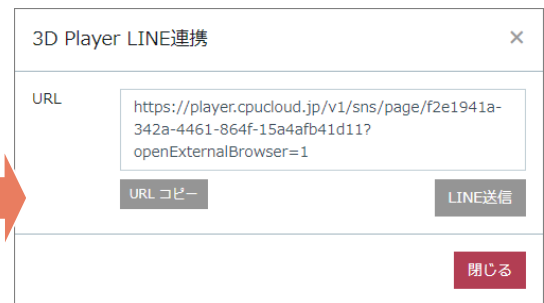 3D Player LINE連携
×
URL
https://player.cpucloud.jp/v1/sns/page/f2e1941a-
342a-4461-864f-15a4afb41d11?
openExternalBrowser=1
URL コピー
LINE送信
閉じる